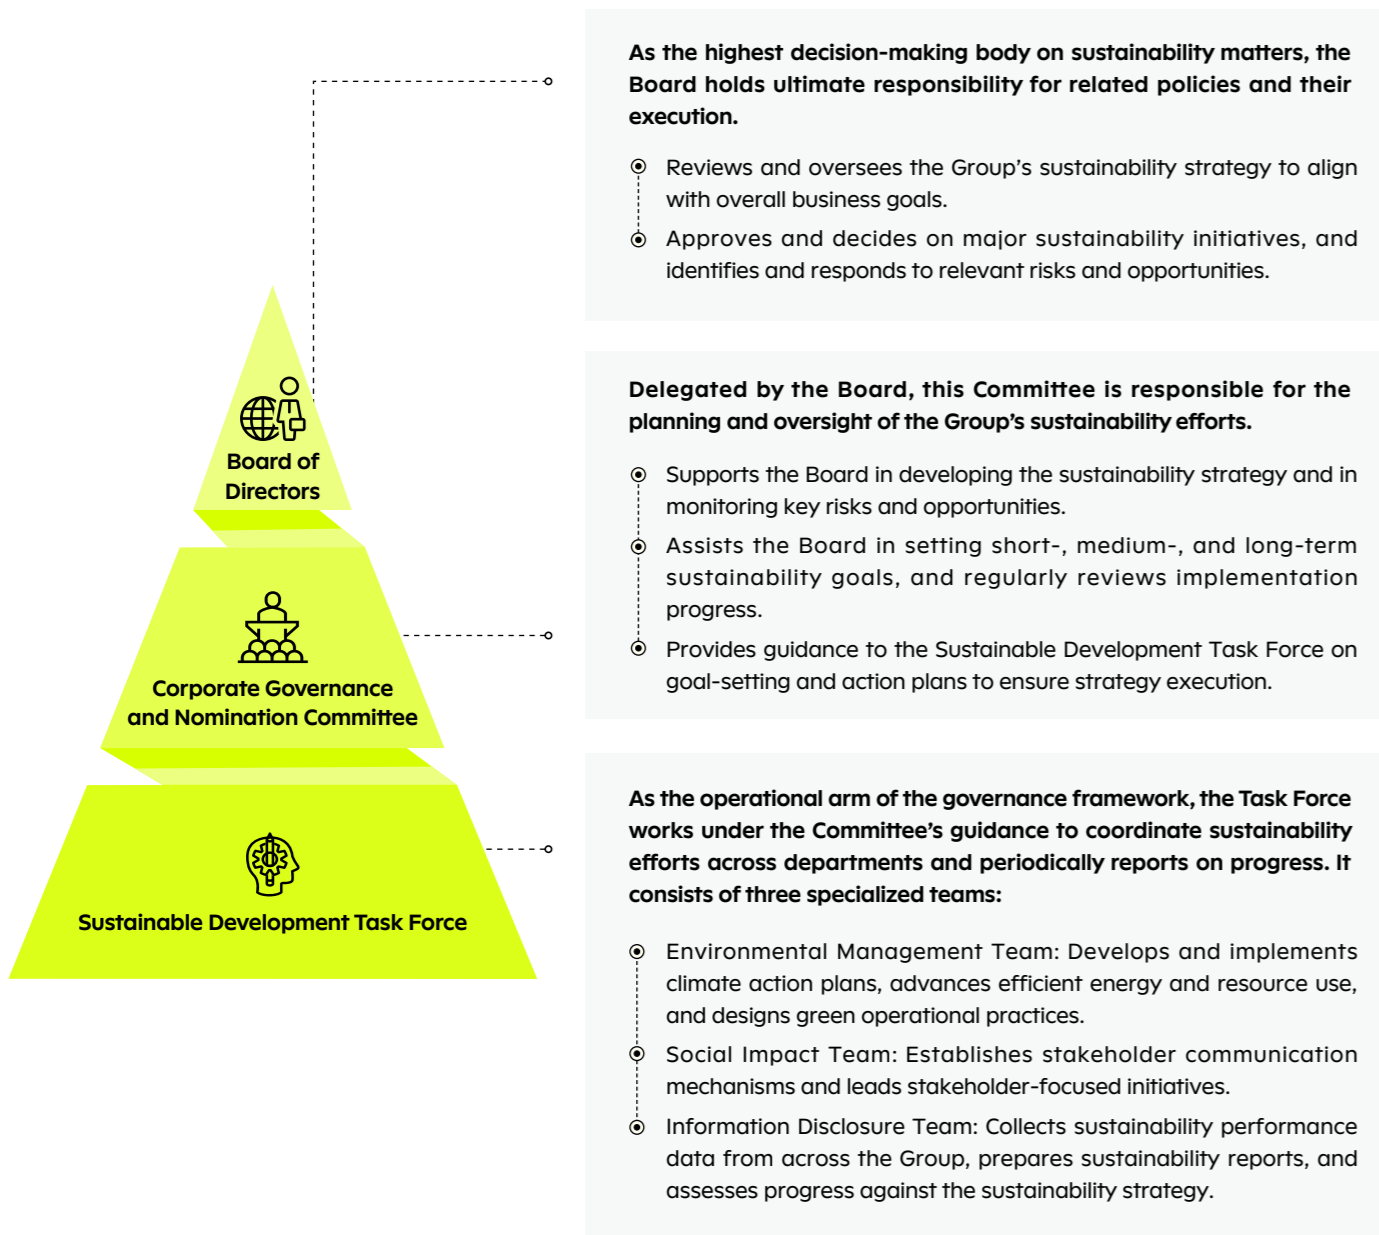 As the highest decision-making body on sustainability matters, the
Board holds ultimate responsibility for related policies and their
execution.
Reviews and oversees the Group's sustainability strategy to align
with overall business goals.
Approves and decides on major sustainability initiatives, and
identifies and responds to relevant risks and opportunities.
Board of
Directors
Delegated by the Board, this Committee is responsible for the
planning and oversight of the Group's sustainability efforts.
Supports the Board in developing the sustainability strategy and in
monitoring key risks and opportunities.
Assists the Board in setting short-, medium-, and long-term
sustainability goals, and regularly reviews implementation
progress.
Provides guidance to the Sustainable Development Task Force on
goal-setting and action plans to ensure strategy execution.
Corporate Governance
and Nomination Committee
As the operational arm of the governance framework, the Task Force
works under the Committee's guidance to coordinate sustainability
efforts across departments and periodically reports on progress. It
consists of three specialized teams:
Environmental Management Team: Develops and implements
climate action plans, advances efficient energy and resource use,
and designs green operational practices.
Social Impact Team: Establishes stakeholder communication
mechanisms and leads stakeholder-focused initiatives.
Information Disclosure Team: Collects sustainability performance
data from across the Group, prepares sustainability reports, and
assesses progress against the sustainability strategy.
Sustainable Development Task Force